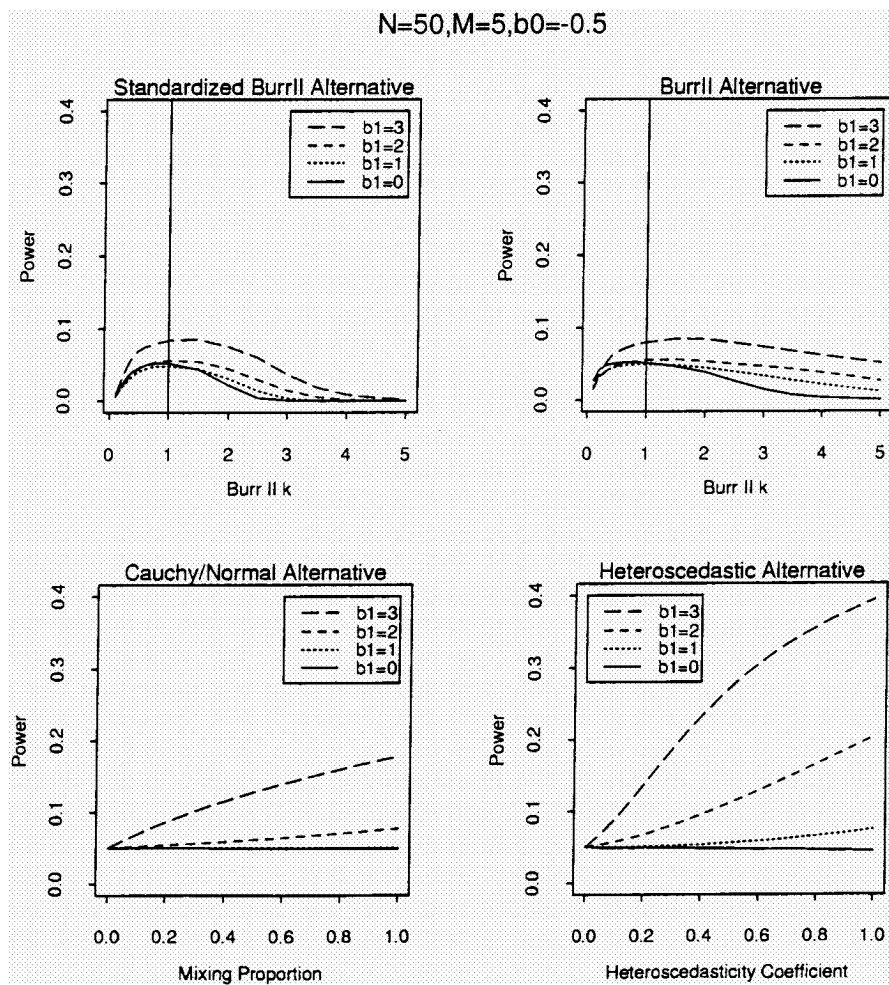 N=50,M=5,b0=-0.5
Standardized BurrII Alternative
b1=3
b1=2
b1=1
b1=0
Power
0.0 0.1 0.2 0.3 0.4
0 1 2 3 4 5
Burr II k
BurrII Alternative
b1=3
b1=2
b1=1
b1=0
Power
0.0 0.1 0.2 0.3 0.4
0 1 2 3 4 5
Burr II k
Cauchy/Normal Alternative
b1=3
b1=2
b1=1
b1=0
Power
0.0 0.1 0.2 0.3 0.4
0.0 0.2 0.4 0.6 0.8 1.0
Mixing Proportion
Heteroscedastic Alternative
b1=3
b1=2
b1=1
b1=0
Power
0.0 0.1 0.2 0.3 0.4
0.0 0.2 0.4 0.6 0.8 1.0
Heteroscedasticity Coefficient